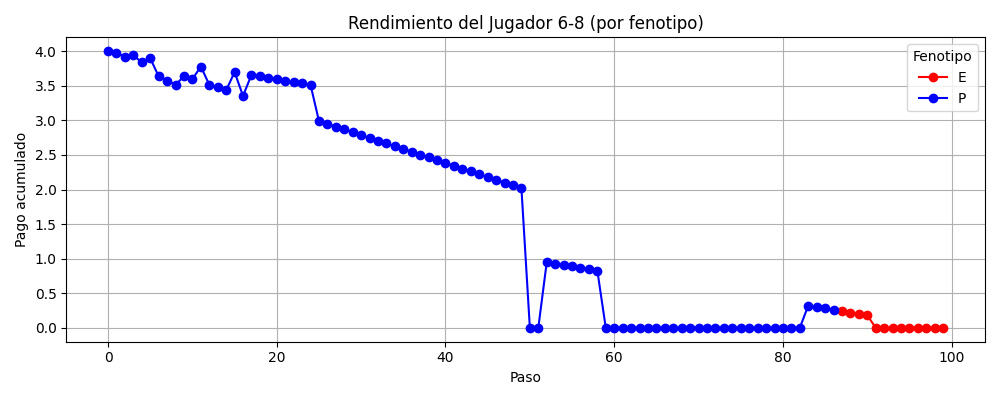 Rendimiento del Jugador 6-8 (por fenotipo)
Pago acumulado
4.0
3.5
3.0
2.5
2.0
1.5
1.0
0.5
0.0
Fenotipo
E
P
0 20 40 60 80 100
Paso